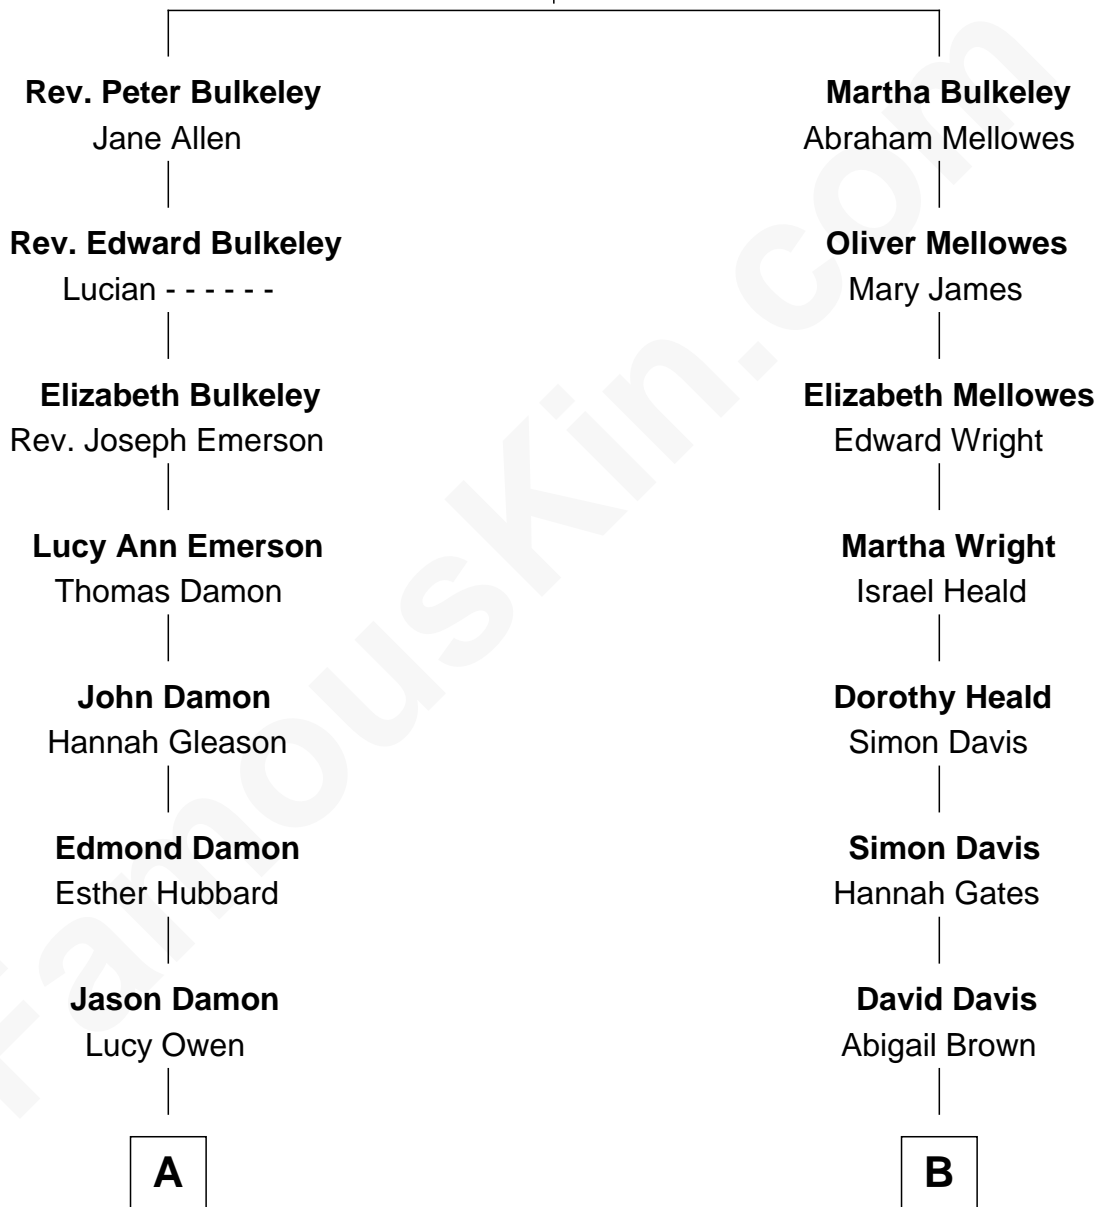 Rev. Peter Bulkeley
Jane Allen
Rev. Edward Bulkeley
Lucian - - - - - -
Elizabeth Bulkeley
Rev. Joseph Emerson
Lucy Ann Emerson
Thomas Damon
John Damon
Hannah Gleason
Edmond Damon
Esther Hubbard
Jason Damon
Lucy Owen
A
Martha Bulkeley
Abraham Mellowes
Oliver Mellowes
Mary James
Elizabeth Mellowes
Edward Wright
Martha Wright
Israel Heald
Dorothy Heald
Simon Davis
Simon Davis
Hannah Gates
David Davis
Abigail Brown
B
FamousKin.com